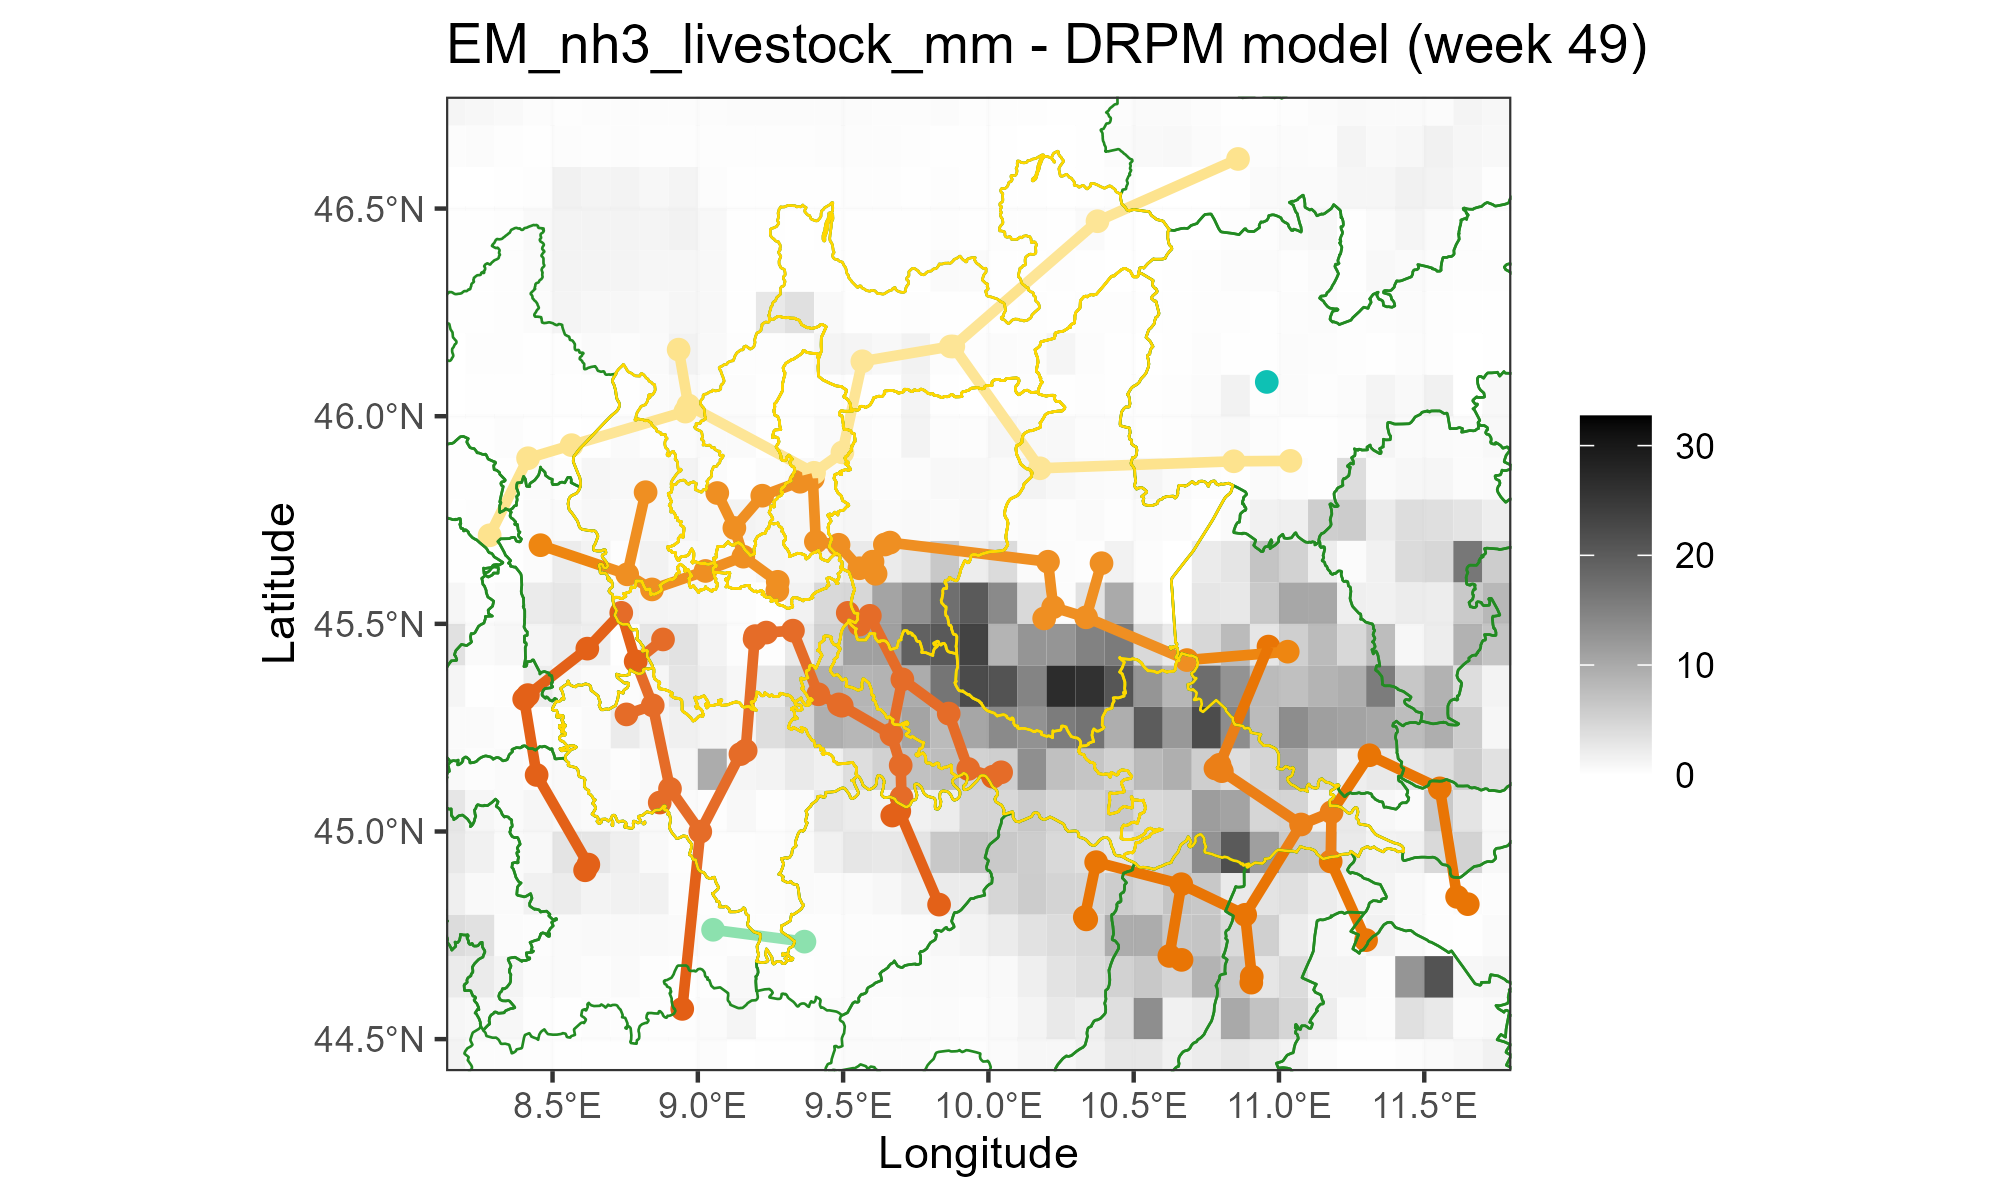 EM_nh3_livestock_mm - DRPM model (week 49)
46.5°N
46.0°N
45.5°N
45.0°N
44.5°N
Latitude
8.5°E 9.0°E 9.5°E 10.0°E 10.5°E 11.0°E 11.5°E
Longitude
30
20
10
0